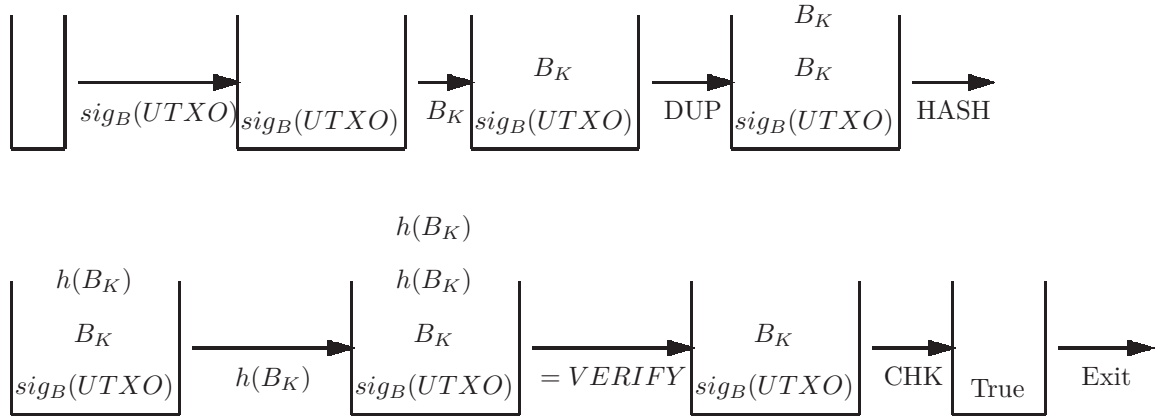 B_K
B_K B_K
sig_B(UTXO) sig_B(UTXO) B_K sig_B(UTXO) DUP sig_B(UTXO) HASH
h(B_K)
h(B_K) h(B_K)
B_K B_K B_K
sig_B(UTXO) h(B_K) sig_B(UTXO) = VERIFY sig_B(UTXO) CHK True Exit